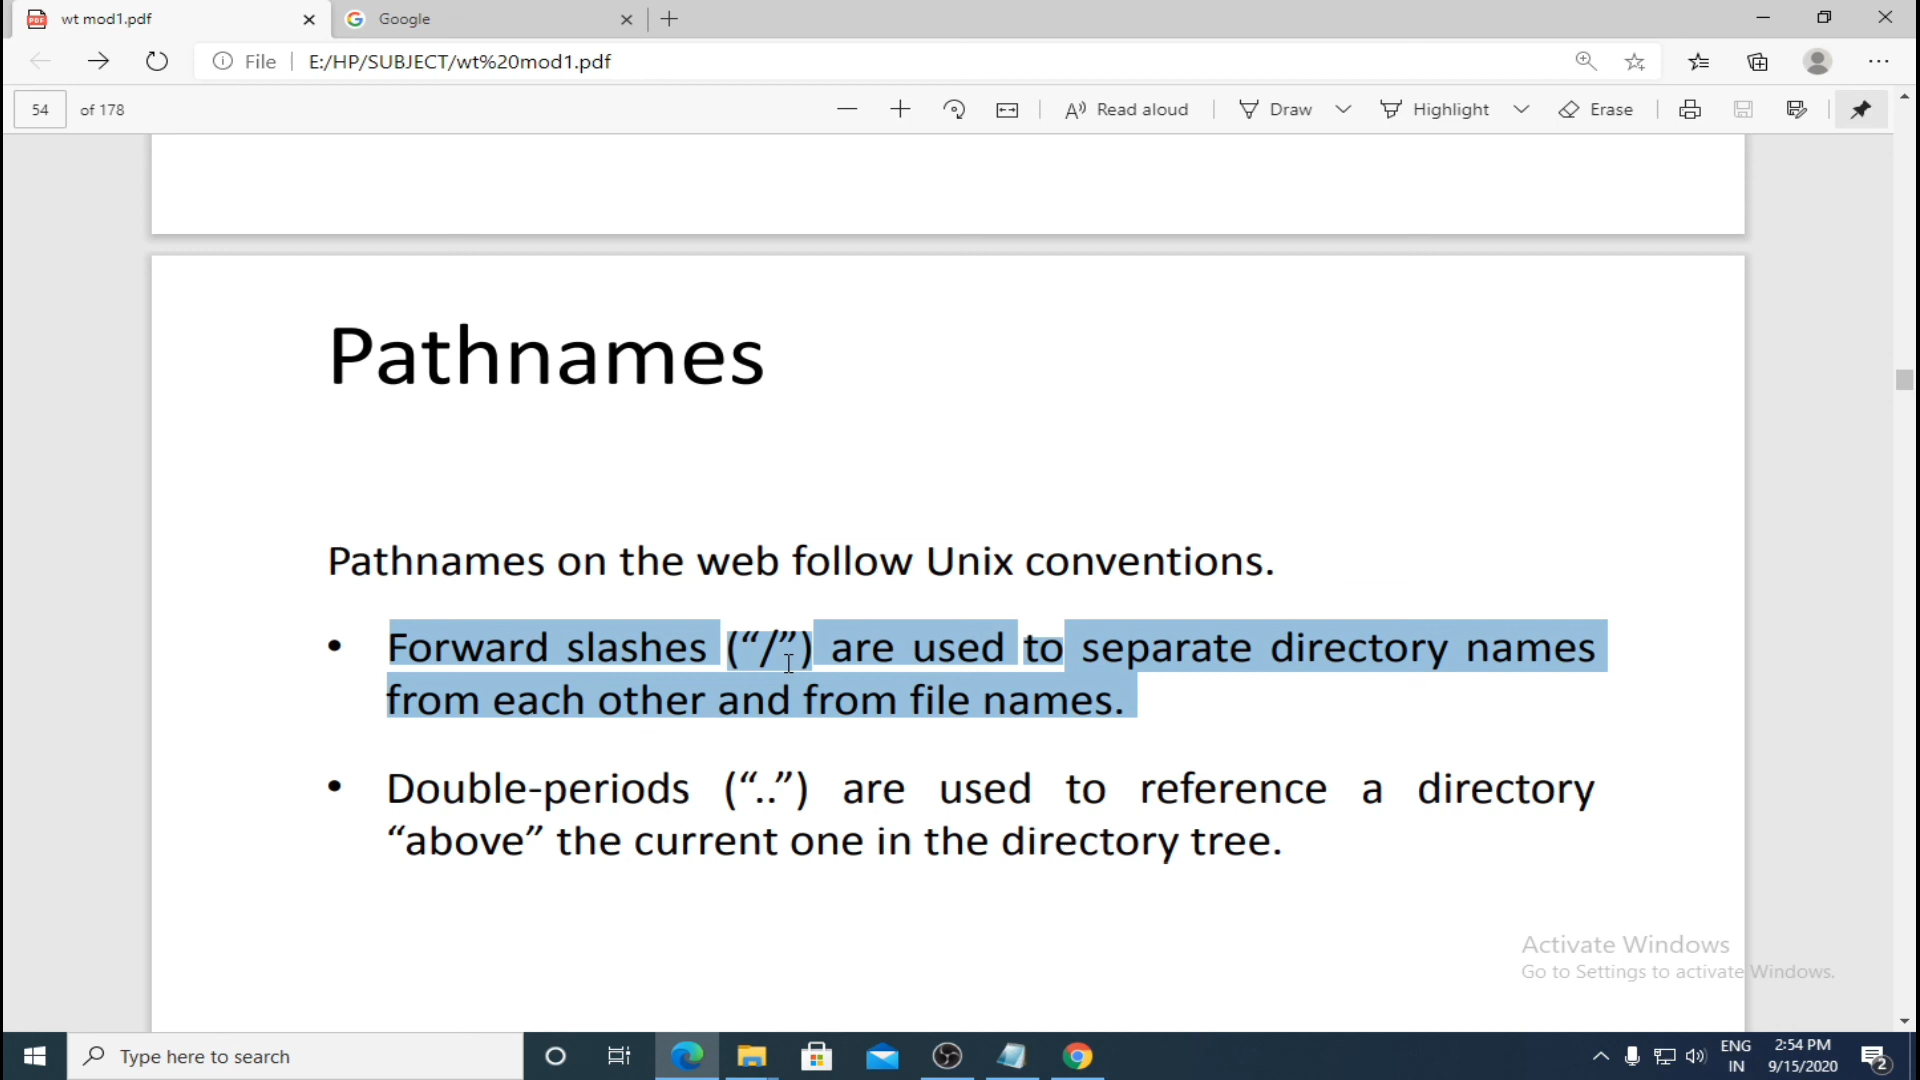 wt mod1.pdf
Google
File
E:/HP/SUBJECT/wt%20mod1.pdf
54 of 178
Read aloud
Draw
Highlight
Erase
Pathnames
Pathnames on the web follow Unix conventions.
• Forward slashes (“/”) are used to separate directory names
from each other and from file names.
• Double-periods (“..”) are used to reference a directory
“above” the current one in the directory tree.
Activate Windows
Go to Settings to activate Windows.
Type here to search
ENG
IN
2:54 PM
9/15/2020
2